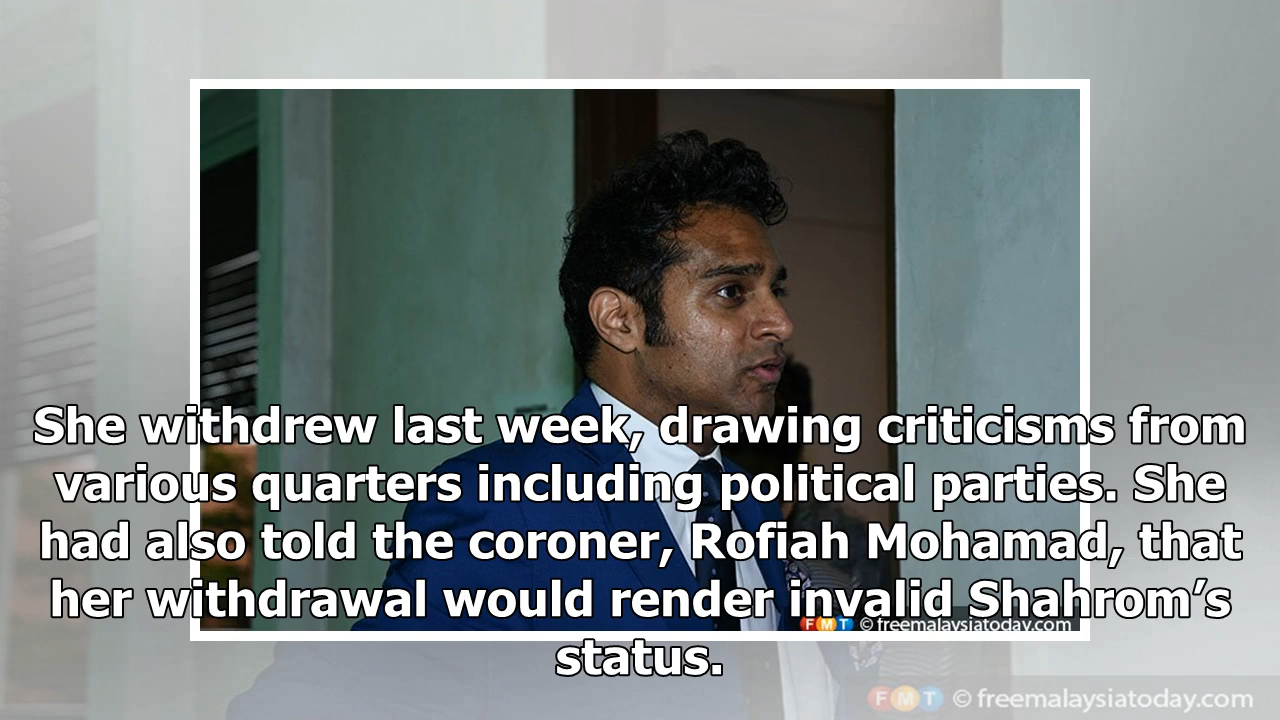 She withdrew last week, drawing criticisms from
various quarters including political parties. She
had also told the coroner, Rofiah Mohamad, that
her withdrawal would render invalid Shahrom’s
FMT © freemalaysiatoday.com
status.
FMT © freemalaysiatoday.com